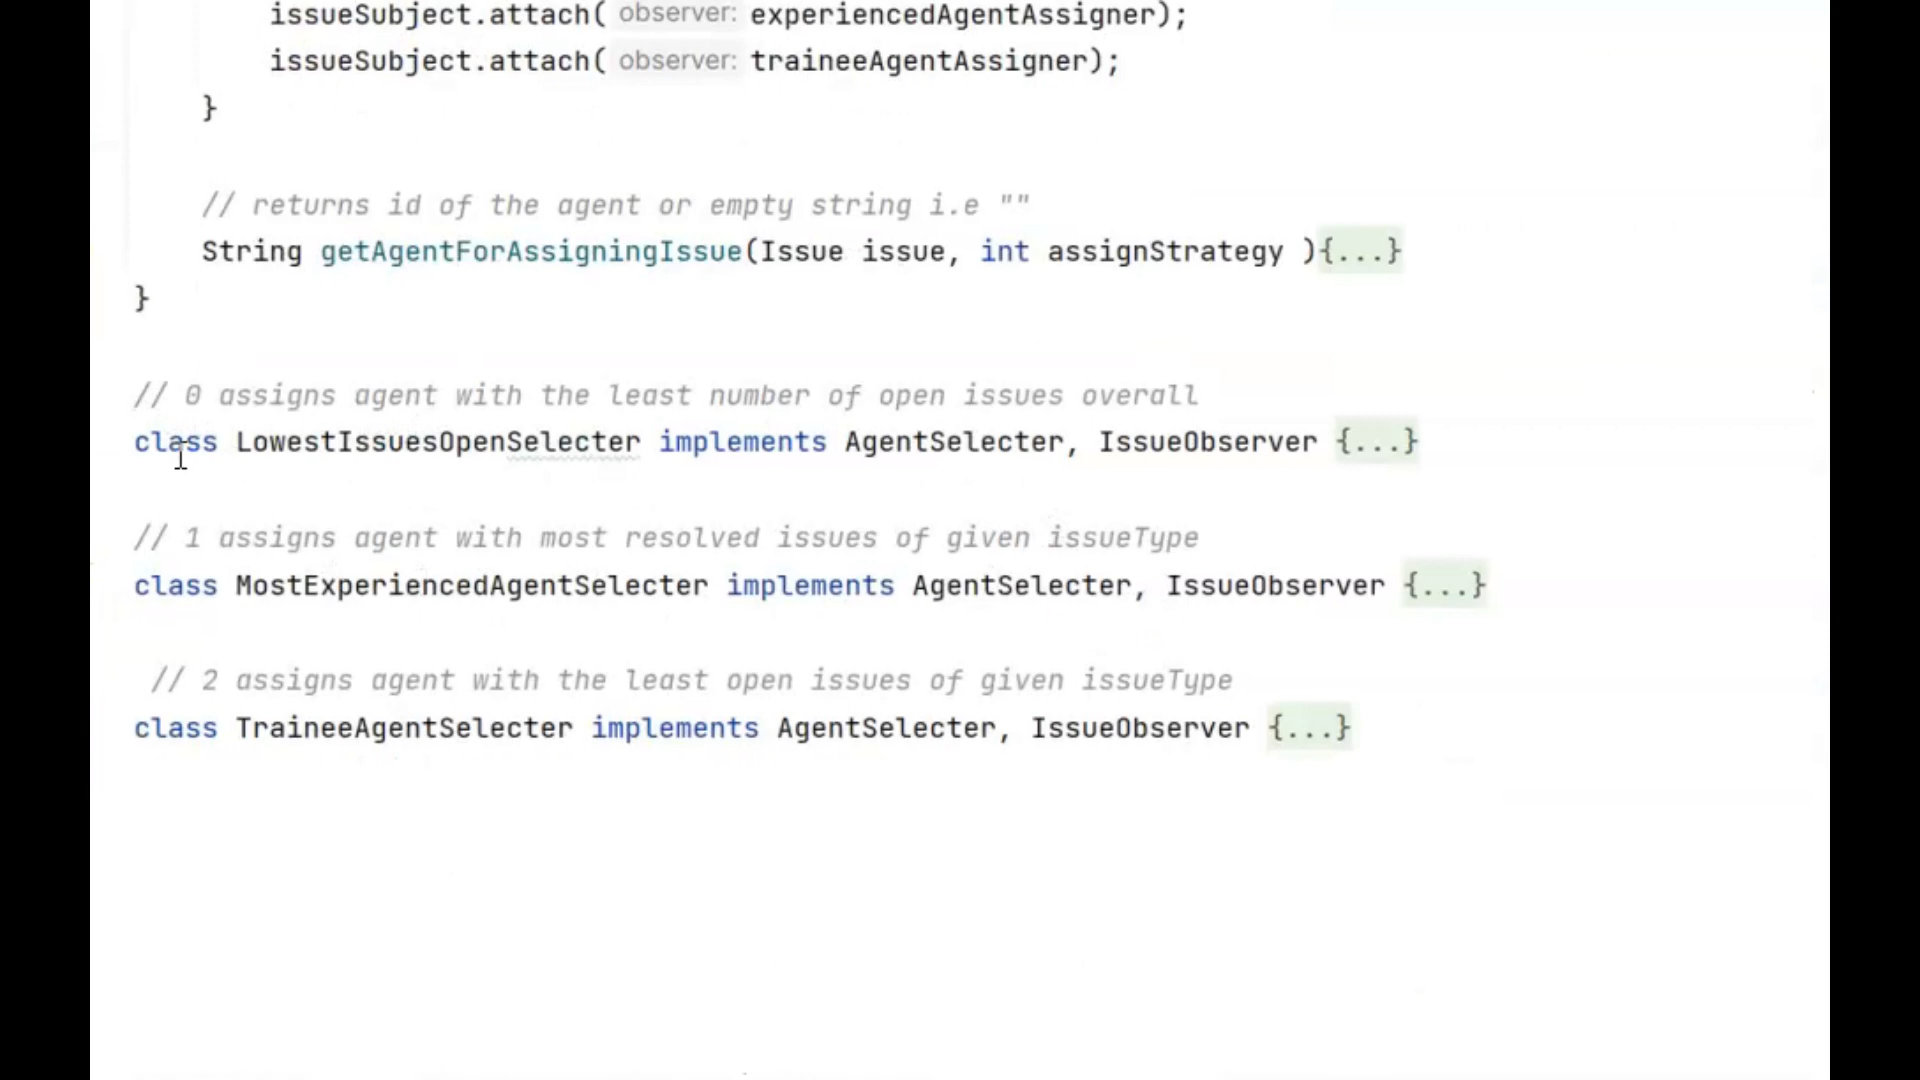 issueSubject.attach( observer: experiencedAgentAssigner);
issueSubject.attach( observer: traineeAgentAssigner);
}
// returns id of the agent or empty string i.e ""
String getAgentForAssigningIssue(Issue issue, int assignStrategy ){...}
}
// 0 assigns agent with the least number of open issues overall
class LowestIssuesOpenSelecter implements AgentSelecter, IssueObserver {...}
// 1 assigns agent with most resolved issues of given issueType
class MostExperiencedAgentSelecter implements AgentSelecter, IssueObserver {...}
// 2 assigns agent with the least open issues of given issueType
class TraineeAgentSelecter implements AgentSelecter, IssueObserver {...}